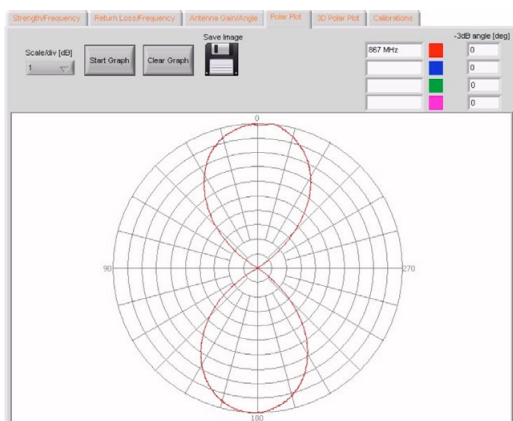 Strength/Frequency Return Loss/Frequency Antenna Gain/Angle Polar Plot 3D Polar Plot Calibrations
Save Image
-3dB angle [deg]
Scale/div [dB]
1
Start Graph
Clear Graph
867 MHz
0
0
0
0
0
90
270
180